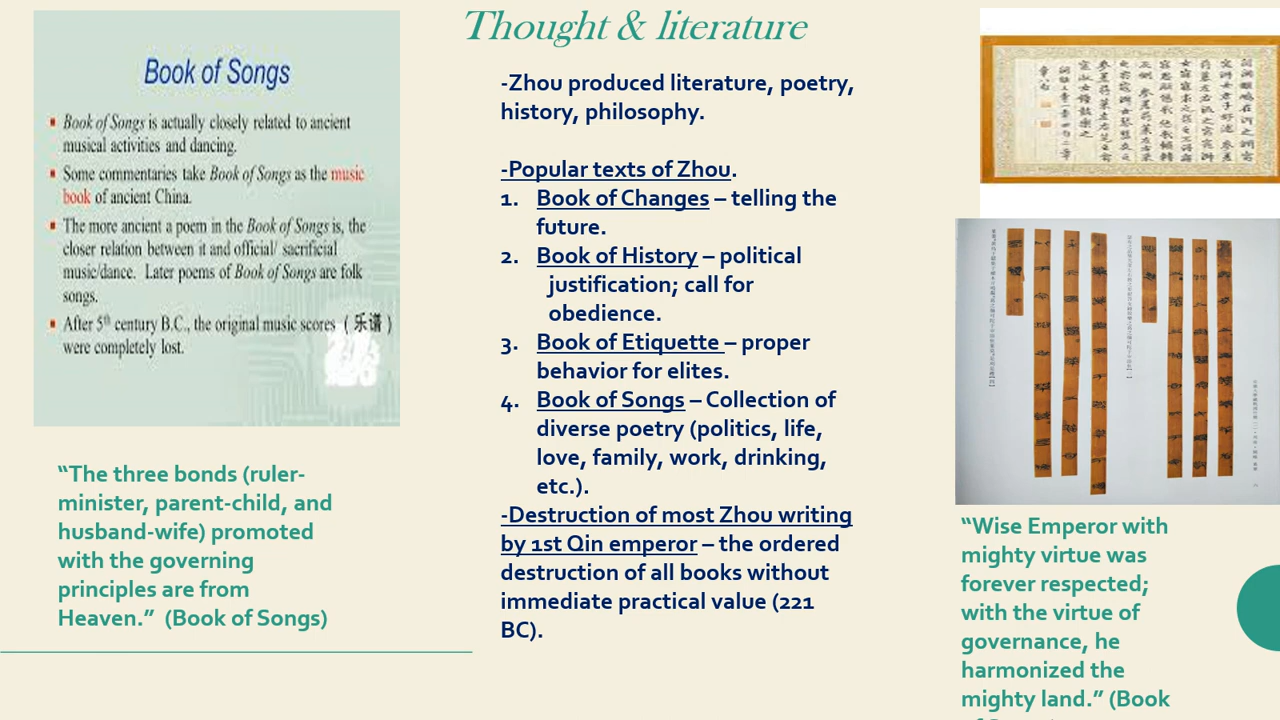 Thought & literature
Book of Songs
▪ Book of Songs is actually closely related to ancient
musical activities and dancing.
▪ Some commentaries take Book of Songs as the music
book of ancient China.
▪ The more ancient a poem in the Book of Songs is, the
closer relation between it and official/ sacrificial
music/dance. Later poems of Book of Songs are folk
songs.
▪ After 5th century B.C., the original music scores （乐谱）
were completely lost.
“The three bonds (ruler-
minister, parent-child, and
husband-wife) promoted
with the governing
principles are from
Heaven.” (Book of Songs)
-Zhou produced literature, poetry,
history, philosophy.
-Popular texts of Zhou.
1. Book of Changes – telling the
future.
2. Book of History – political
justification; call for
obedience.
3. Book of Etiquette – proper
behavior for elites.
4. Book of Songs – Collection of
diverse poetry (politics, life,
love, family, work, drinking,
etc.).
-Destruction of most Zhou writing
by 1st Qin emperor – the ordered
destruction of all books without
immediate practical value (221
BC).
“Wise Emperor with
mighty virtue was
forever respected;
with the virtue of
governance, he
harmonized the
mighty land.” (Book